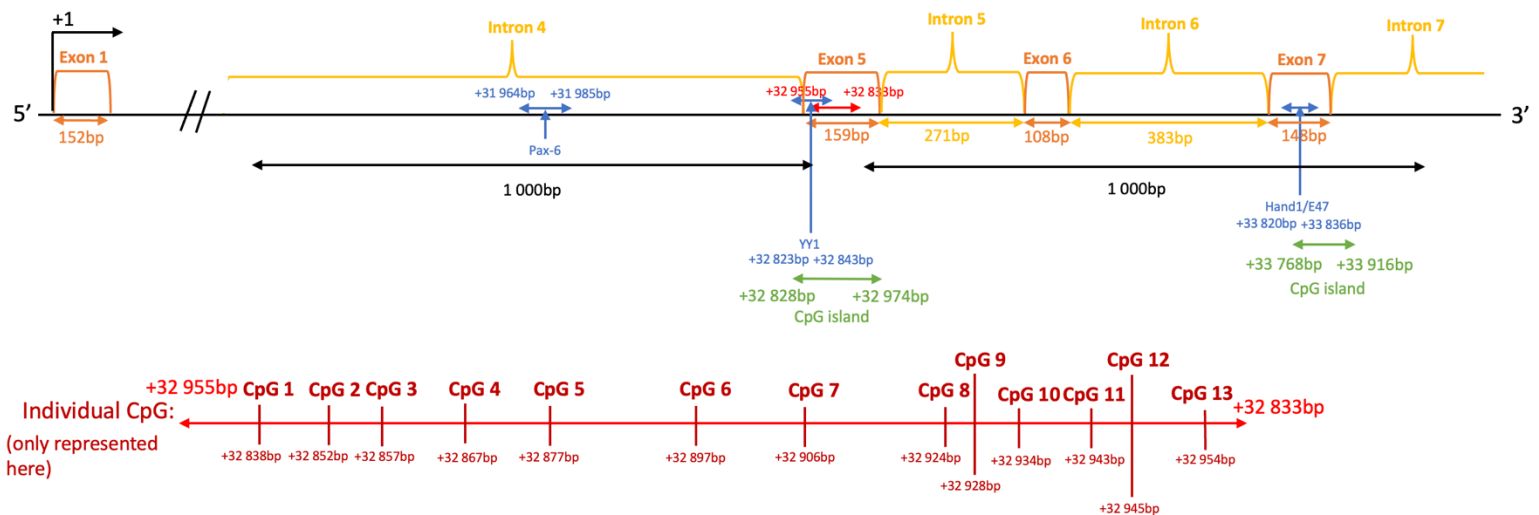 +1
Exon 1
Intron 4
Exon 5
Intron 5
Exon 6
Intron 6
Exon 7
Intron 7
+31 964bp +31 985bp
+32 955bp +32 833bp
5’
3’
152bp
Pax-6
159bp
271bp
108bp
383bp
148bp
1 000bp
1 000bp
YY1
+32 823bp +32 843bp
+32 828bp +32 974bp
CpG island
Hand1/E47
+33 820bp +33 836bp
+33 768bp +33 916bp
CpG island
Individual CpG:
(only represented
here)
+32 955bp
CpG 1
CpG 2
CpG 3
CpG 4
CpG 5
CpG 6
CpG 7
CpG 8
CpG 9
CpG 10
CpG 11
CpG 12
CpG 13
+32 833bp
+32 838bp
+32 852bp
+32 857bp
+32 867bp
+32 877bp
+32 897bp
+32 906bp
+32 924bp
+32 928bp
+32 934bp
+32 943bp
+32 945bp
+32 954bp